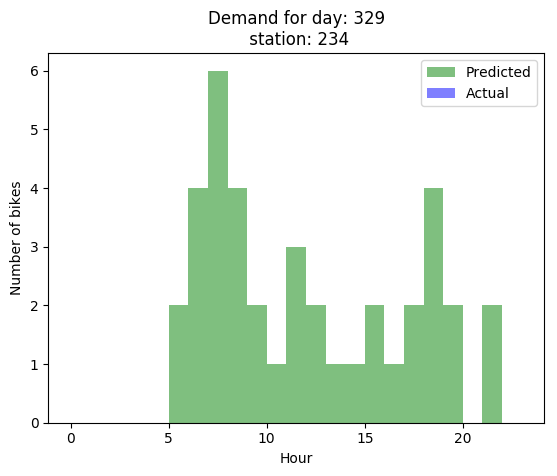 Demand for day: 329
station: 234
Predicted
Actual
Number of bikes
6
5
4
3
2
1
0
0 5 10 15 20
Hour